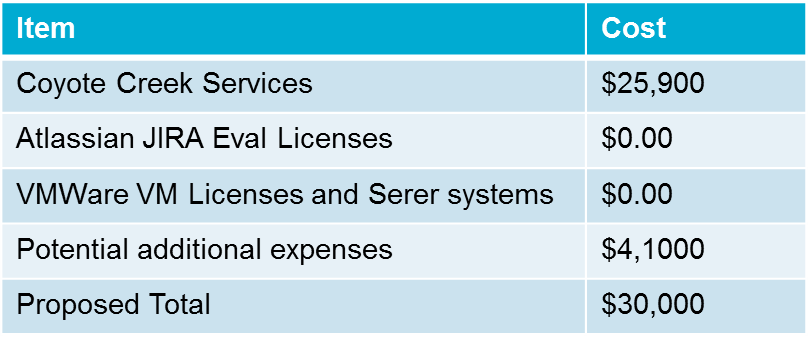 Item Cost
Coyote Creek Services $25,900
Atlassian JIRA Eval Licenses $0.00
VMWare VM Licenses and Serer systems $0.00
Potential additional expenses $4,1000
Proposed Total $30,000